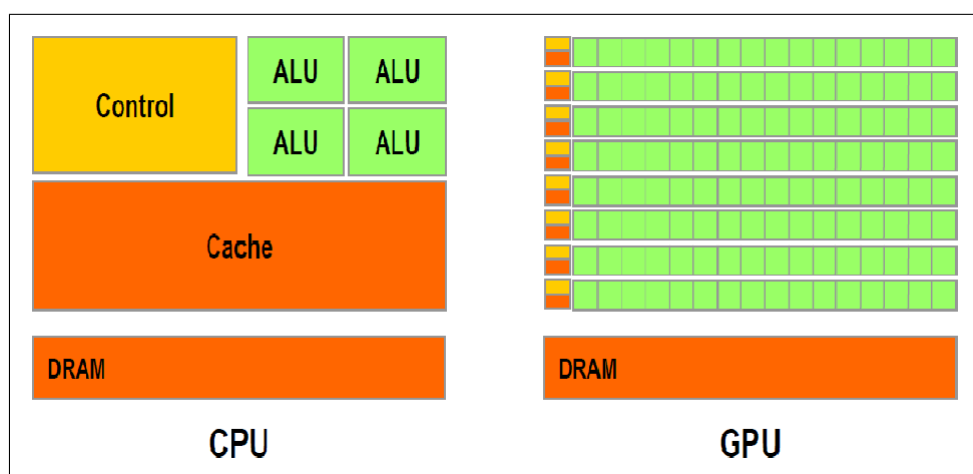 Control
ALU ALU
ALU ALU
Cache
DRAM
CPU
DRAM
GPU